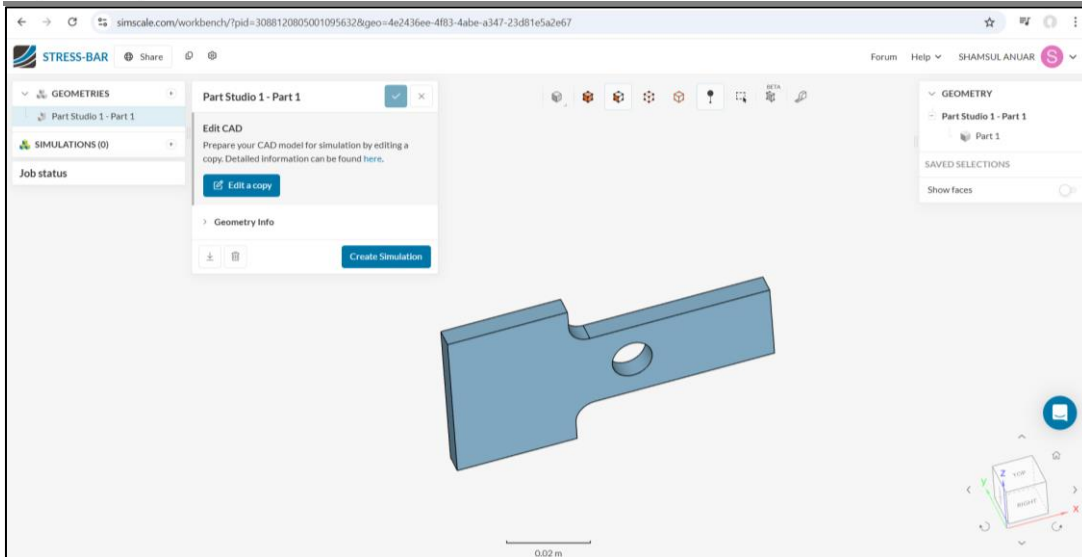 simscale.com/workbench/?pid=3088120805001095632&geo=4e2436ee-4f83-4abe-a347-23d81e5a2e67
STRESS-BAR Share Forum Help SHAMSUL ANUAR S
GEOMETRIES
Part Studio 1 - Part 1
SIMULATIONS (0)
Job status
Part Studio 1 - Part 1
Edit CAD
Prepare your CAD model for simulation by editing a
copy. Detailed information can be found here.
Edit a copy
Geometry Info
Create Simulation
BETA
GEOMETRY
Part Studio 1 - Part 1
Part 1
SAVED SELECTIONS
Show faces
0.02 m
Z
Y
X
TOP
RIGHT